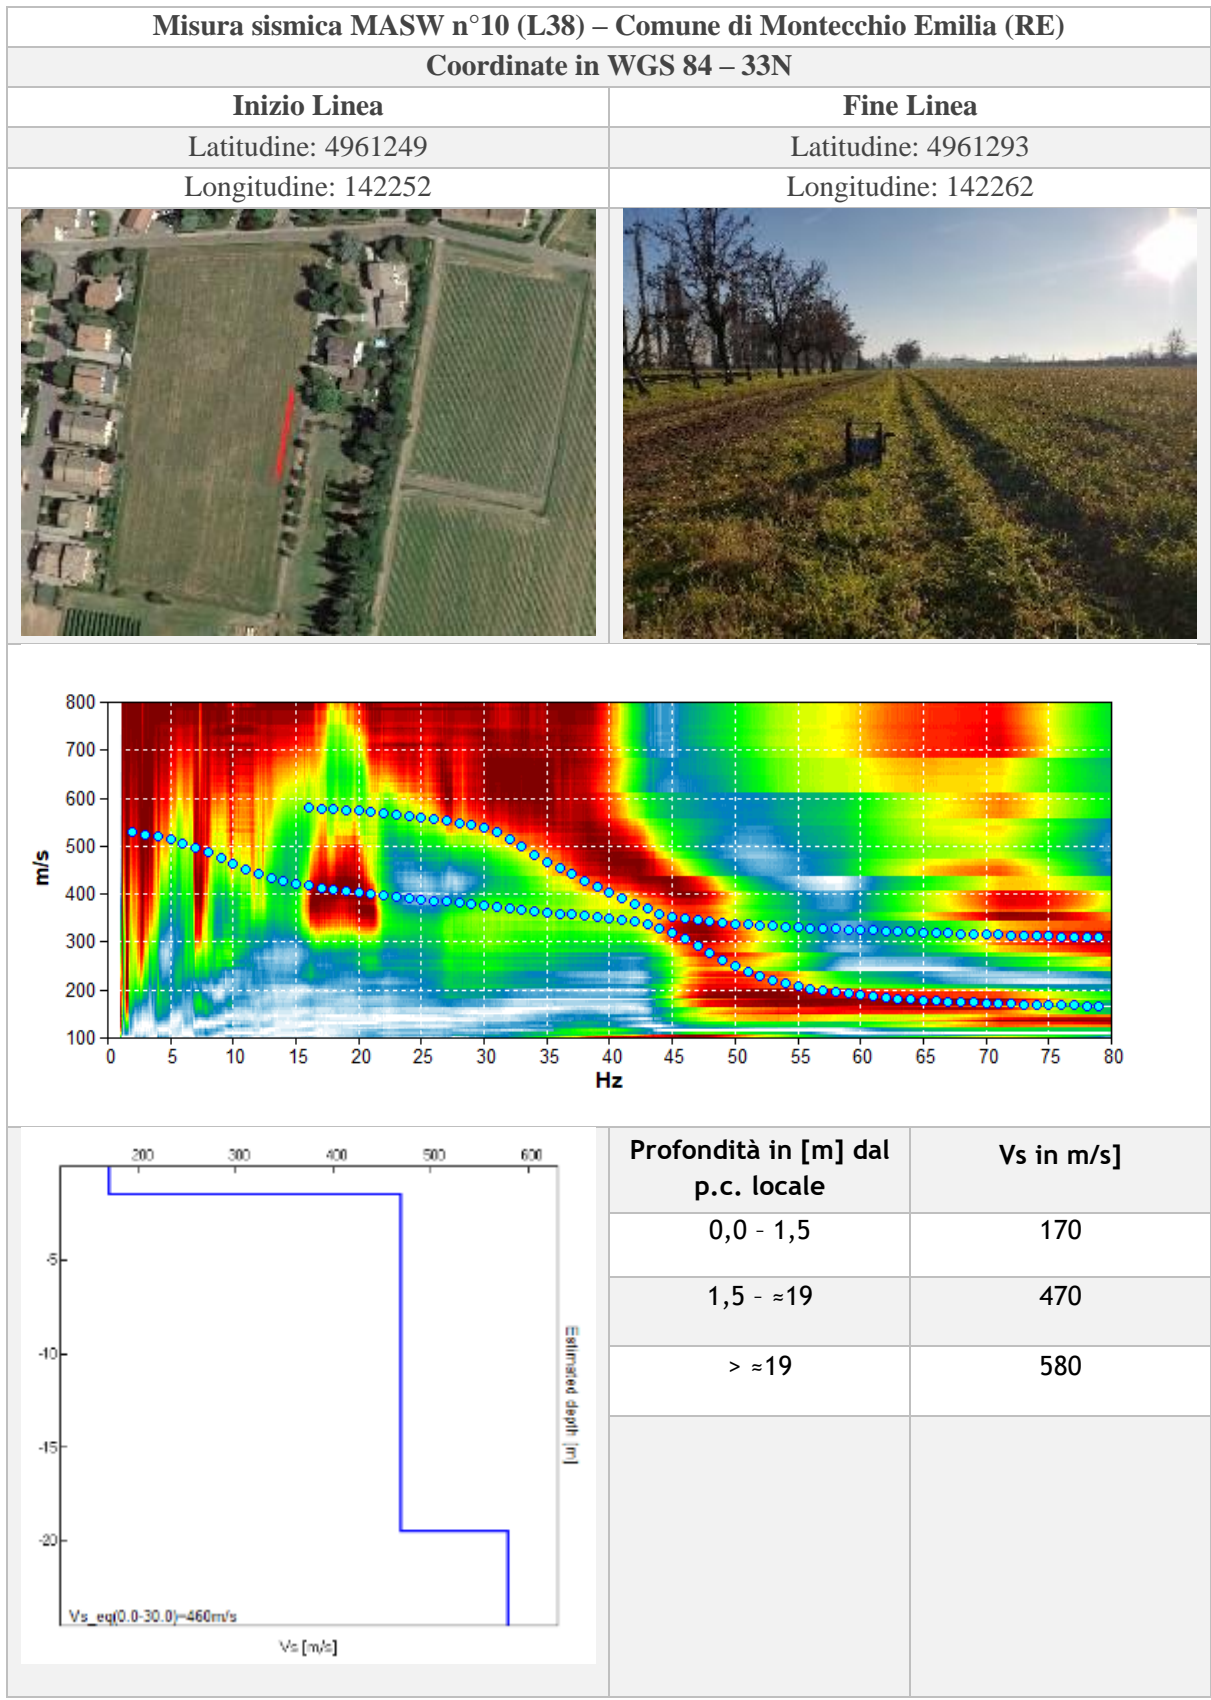 Misura sismica MASW n°10 (L38) – Comune di Montecchio Emilia (RE)
Coordinate in WGS 84 – 33N
Inizio Linea
Fine Linea
Latitudine: 4961249
Latitudine: 4961293
Longitudine: 142252
Longitudine: 142262
800
700
600
500
400
300
200
100
m/s
0 5 10 15 20 25 30 35 40 45 50 55 60 65 70 75 80
Hz
200 300 400 500 600
-5
-10
-15
-20
Estimated depth [m]
Vs_eq(0.0-30.0)=460m/s
Vs [m/s]
Profondità in [m] dal
p.c. locale
Vs in m/s]
0,0 – 1,5
170
1,5 – ≈19
470
> ≈19
580